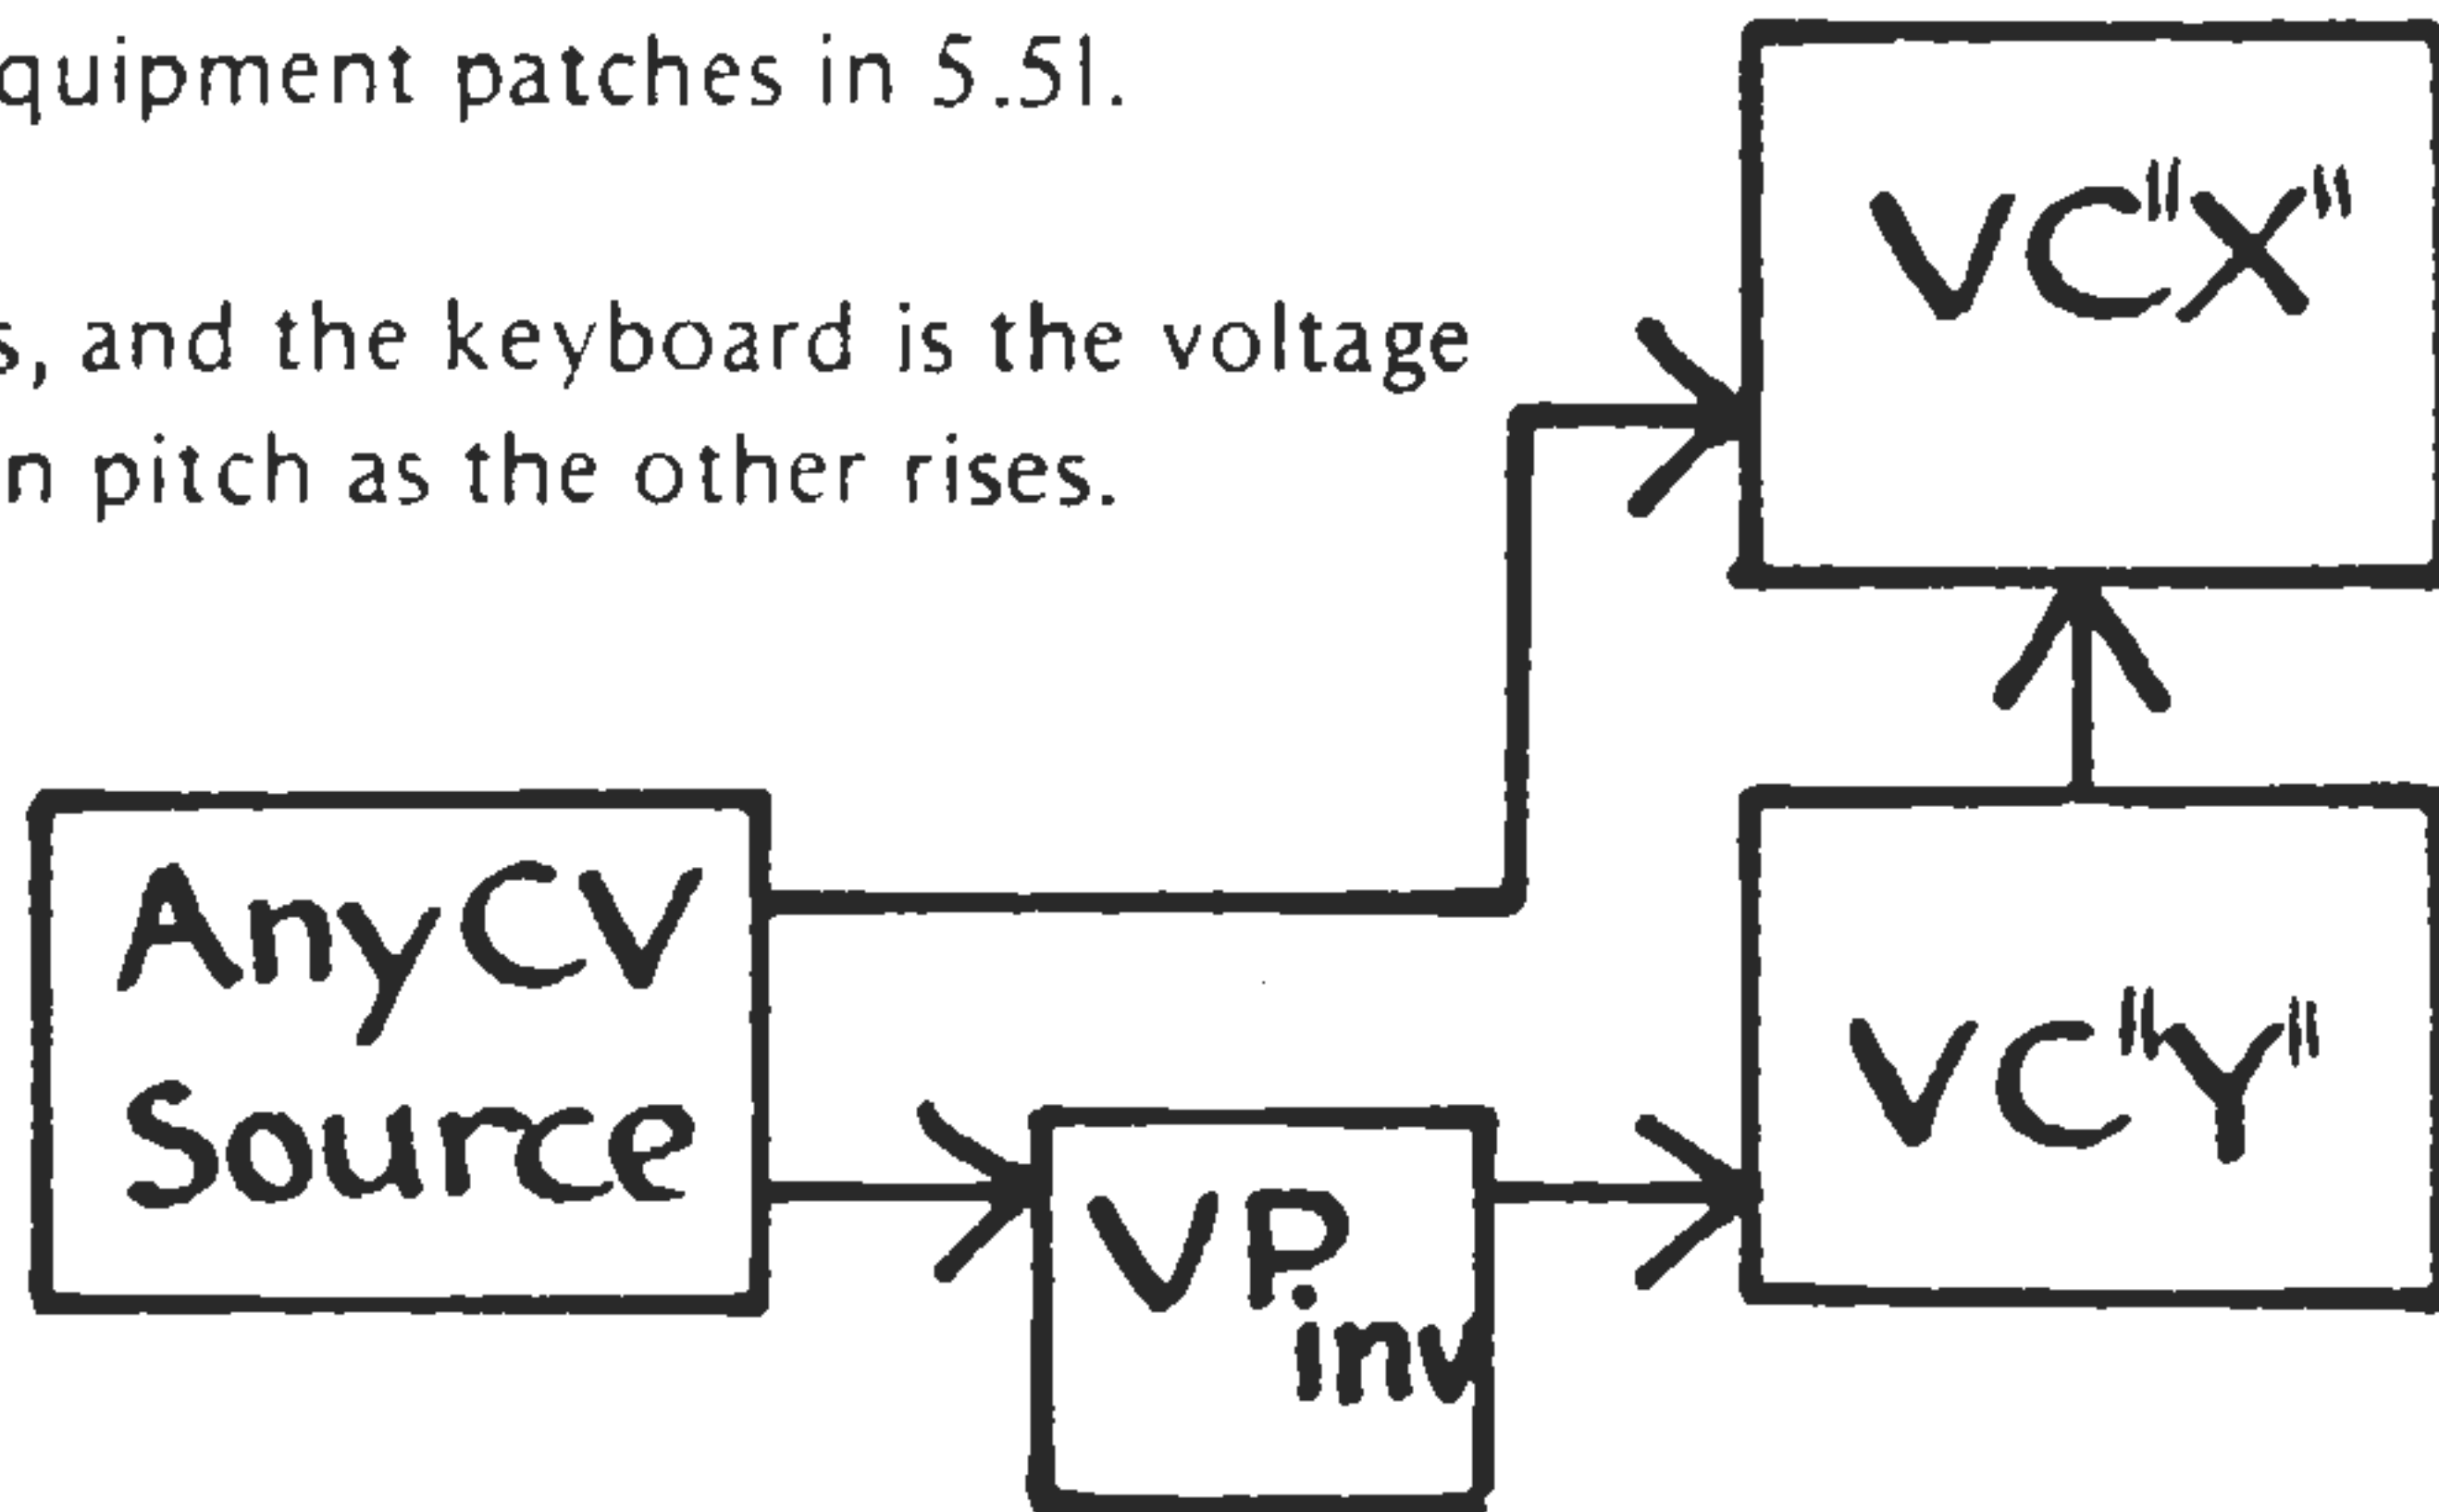 quipment patches in 5.51.
s, and the keyboard is the voltage
n pitch as the other rises.
VC"X"
Any CV
Source
VC"Y"
VP.
inv